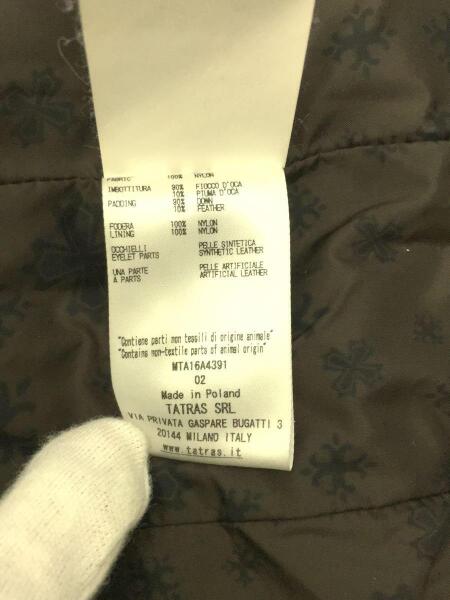 FABRIC 100% NYLON
IMBOTTITURA 90% FIOCCO D'OCA
10% PIUMA D'OCA
PADDING 90% DOWN
10% FEATHER
FODERA 100% NYLON
LINING 100% NYLON
OCCHIELLI PELLE SINTETICA
EYELET PARTS SYNTHETIC LEATHER
UNA PARTE PELLE ARTIFICIALE
A PARTS ARTIFICIAL LEATHER
"Contiene parti non tessili di origine animale"
"Contains non-textile parts of animal origin"
MTA16A4391
02
Made in Poland
TATRAS SRL
VIA PRIVATA GASPARE BUGATTI 3
20144 MILANO ITALY
www.tatras.it